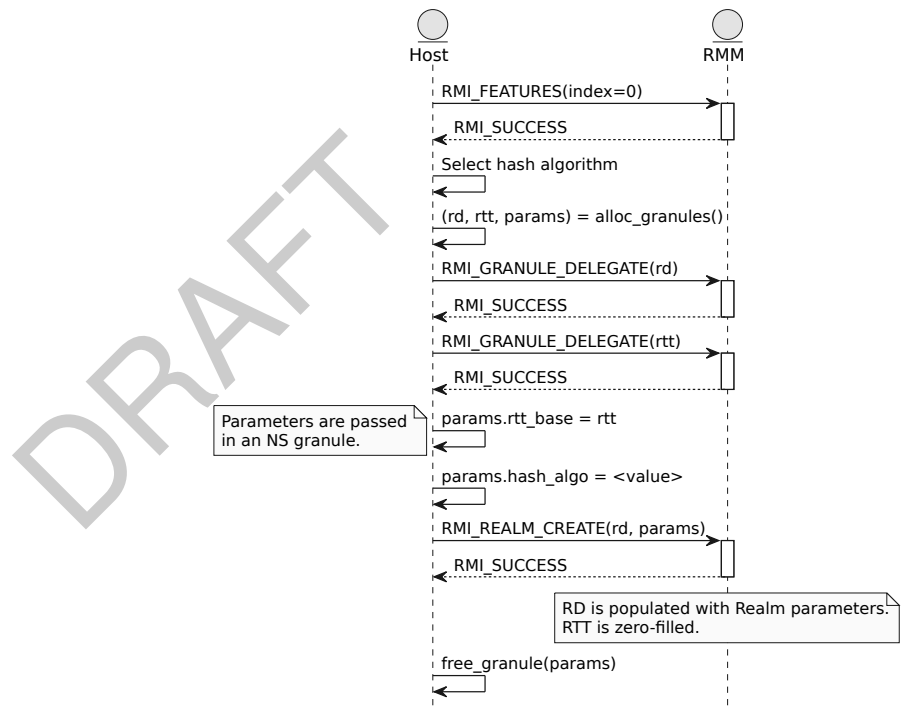 Host
RMM
RMI_FEATURES(index=0)
RMI_SUCCESS
Select hash algorithm
(rd, rtt, params) = alloc_granules()
RMI_GRANULE_DELEGATE(rd)
RMI_SUCCESS
RMI_GRANULE_DELEGATE(rtt)
RMI_SUCCESS
Parameters are passed
in an NS granule.
params.rtt_base = rtt
params.hash_algo = <value>
RMI_REALM_CREATE(rd, params)
RMI_SUCCESS
RD is populated with Realm parameters.
RTT is zero-filled.
free_granule(params)
DRAFT